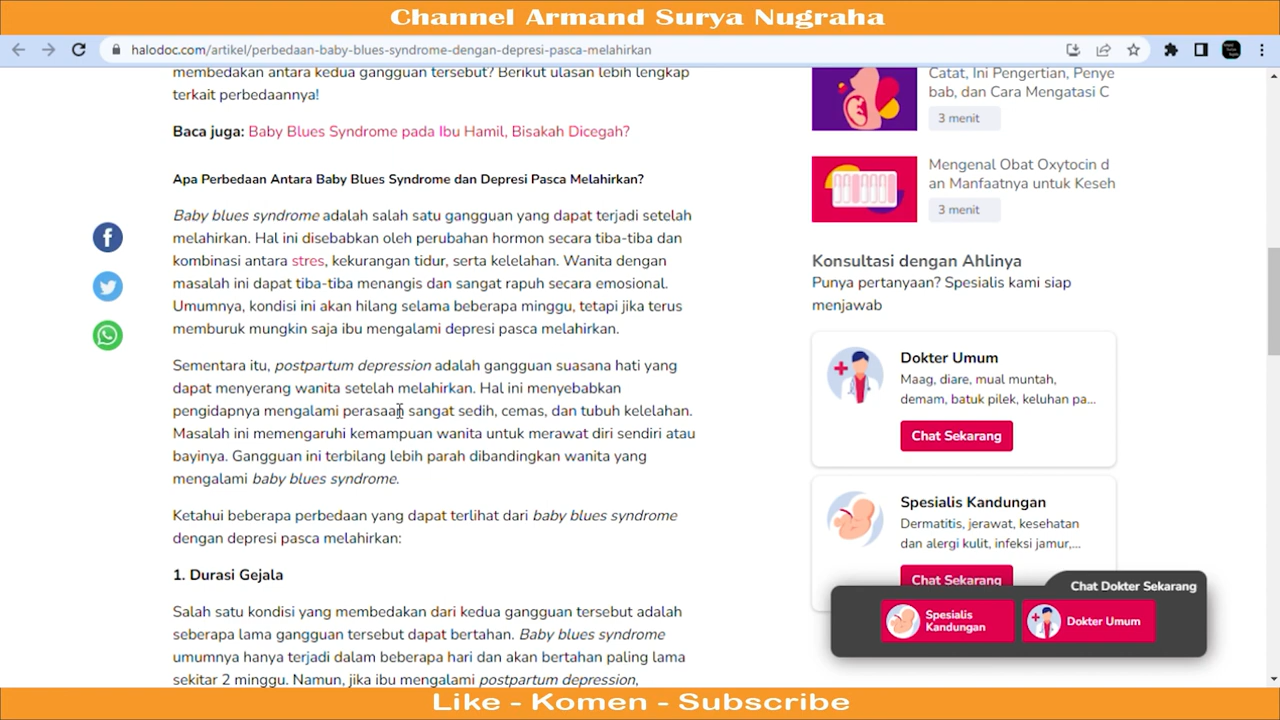 Channel Armand Surya Nugraha
halodoc.com/artikel/perbedaan-baby-blues-syndrome-dengan-depresi-pasca-melahirkan
membedakan antara kedua gangguan tersebut? Berikut ulasan lebih lengkap
terkait perbedaannya!
Baca juga: Baby Blues Syndrome pada Ibu Hamil, Bisakah Dicegah?
Apa Perbedaan Antara Baby Blues Syndrome dan Depresi Pasca Melahirkan?
Baby blues syndrome adalah salah satu gangguan yang dapat terjadi setelah
melahirkan. Hal ini disebabkan oleh perubahan hormon secara tiba-tiba dan
kombinasi antara stres, kekurangan tidur, serta kelelahan. Wanita dengan
masalah ini dapat tiba-tiba menangis dan sangat rapuh secara emosional.
Umumnya, kondisi ini akan hilang selama beberapa minggu, tetapi jika terus
memburuk mungkin saja ibu mengalami depresi pasca melahirkan.
Sementara itu, postpartum depression adalah gangguan suasana hati yang
dapat menyerang wanita setelah melahirkan. Hal ini menyebabkan
pengidapnya mengalami perasaan sangat sedih, cemas, dan tubuh kelelahan.
Masalah ini memengaruhi kemampuan wanita untuk merawat diri sendiri atau
bayinya. Gangguan ini terbilang lebih parah dibandingkan wanita yang
mengalami baby blues syndrome.
Ketahui beberapa perbedaan yang dapat terlihat dari baby blues syndrome
dengan depresi pasca melahirkan:
1. Durasi Gejala
Salah satu kondisi yang membedakan dari kedua gangguan tersebut adalah
seberapa lama gangguan tersebut dapat bertahan. Baby blues syndrome
umumnya hanya terjadi dalam beberapa hari dan akan bertahan paling lama
sekitar 2 minggu. Namun, jika ibu mengalami postpartum depression,
Catat, Ini Pengertian, Penye
bab, dan Cara Mengatasi C
3 menit
Mengenal Obat Oxytocin d
an Manfaatnya untuk Keseh
3 menit
Konsultasi dengan Ahlinya
Punya pertanyaan? Spesialis kami siap
menjawab
Dokter Umum
Maag, diare, mual muntah,
demam, batuk pilek, keluhan pa...
Chat Sekarang
Spesialis Kandungan
Dermatitis, jerawat, kesehatan
dan alergi kulit, infeksi jamur,...
Chat Sekarang
Chat Dokter Sekarang
Spesialis
Kandungan
Dokter Umum
Like - Komen - Subscribe